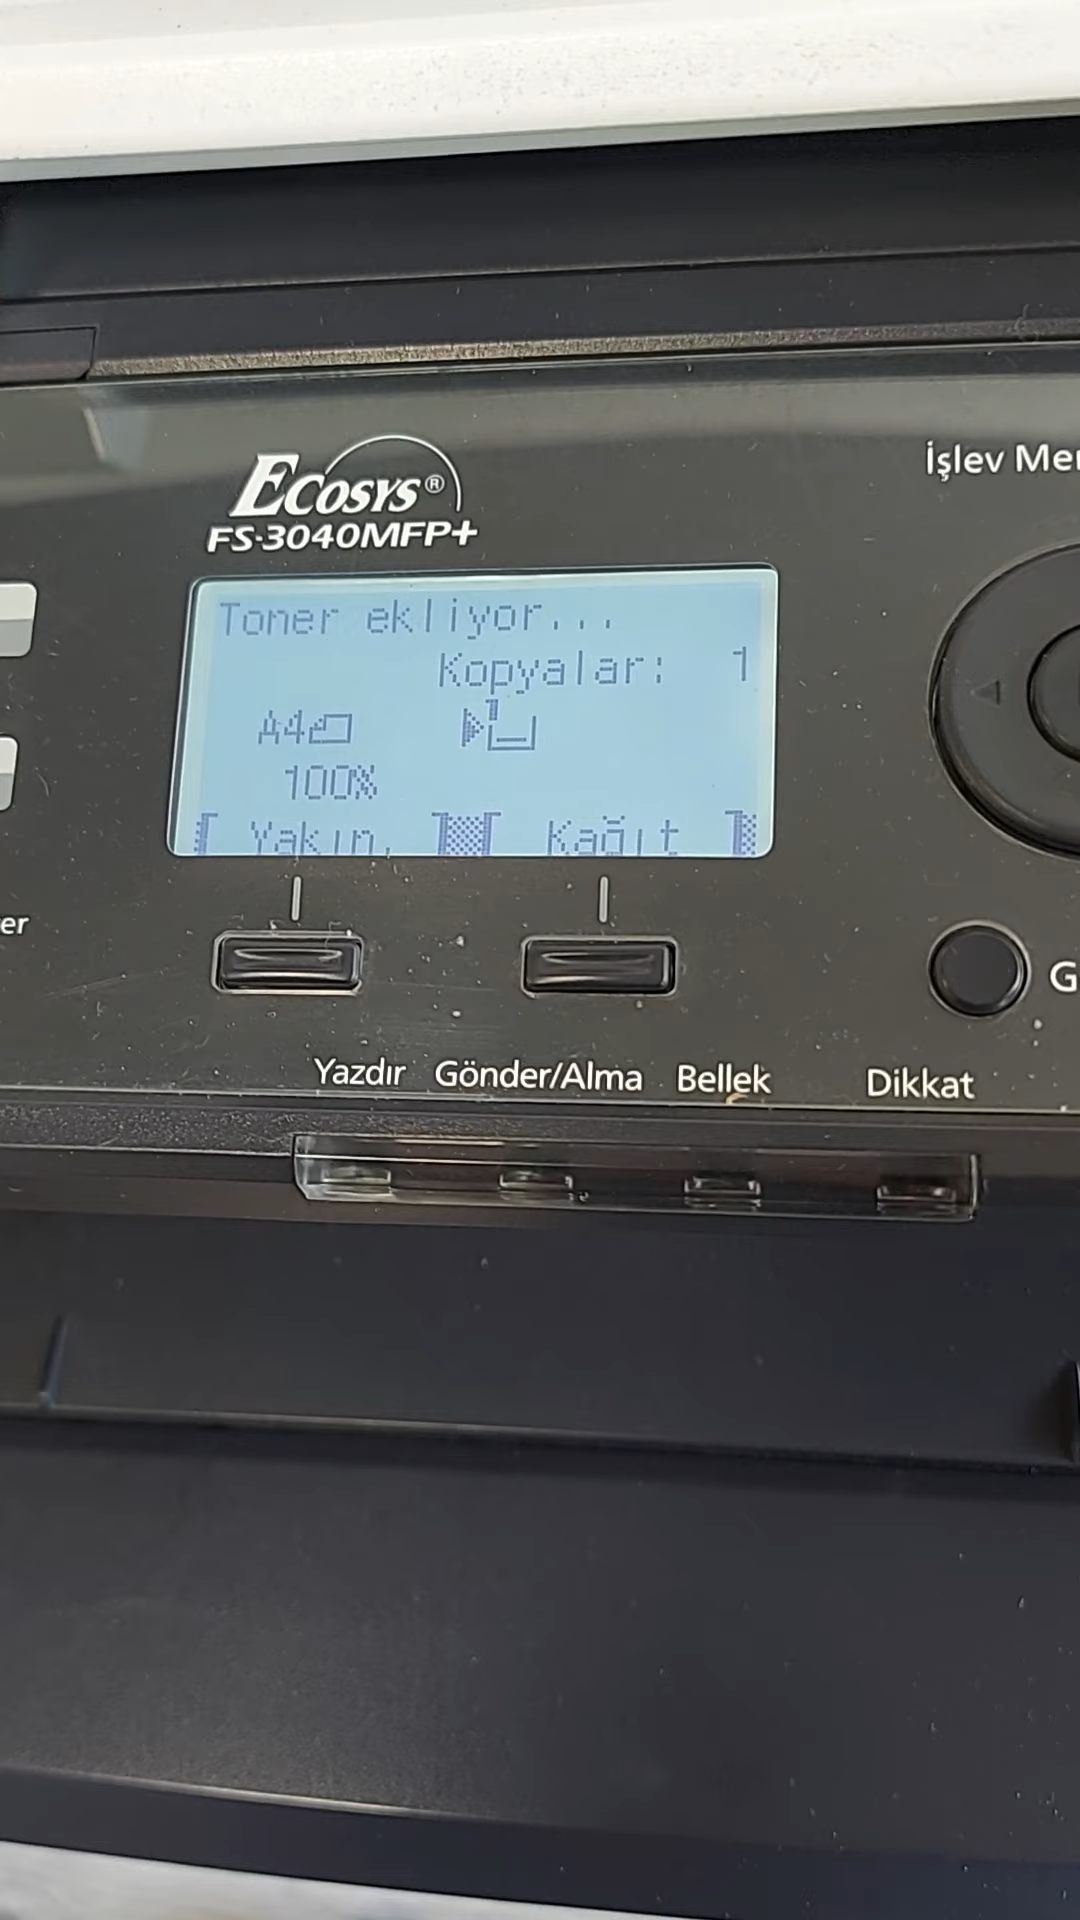 İşlev Me
ECOSYS®
FS-3040MFP+
Toner ekliyor...
Kopyalar: 1
A4
100%
[ Yakın. ] [ Kağıt ]
er
G
Yazdır Gönder/Alma Bellek Dikkat